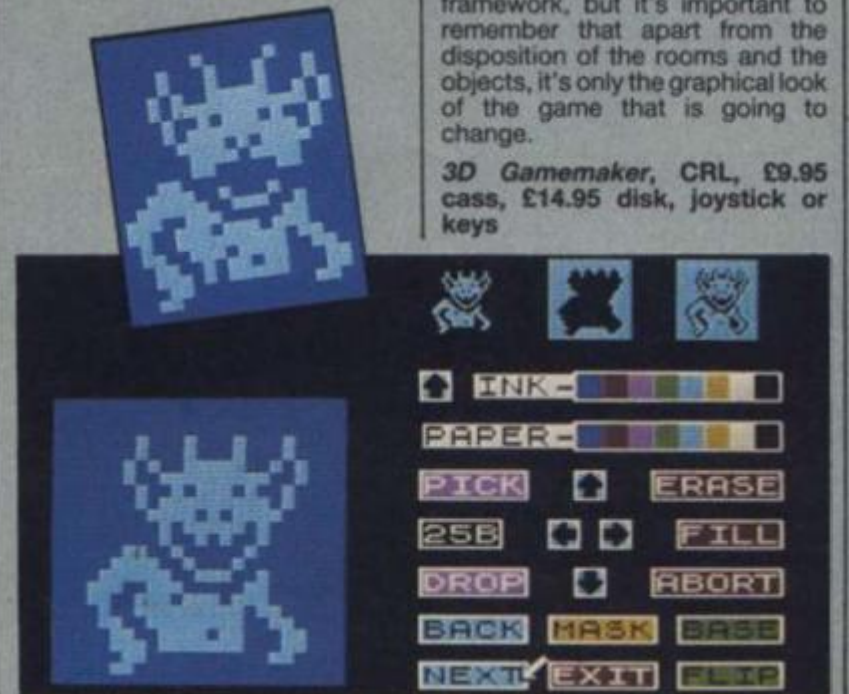 framework, but it's important to
remember that apart from the
disposition of the rooms and the
objects, it's only the graphical look
of the game that is going to
change.
3D Gamemaker, CRL, £9.95
cass, £14.95 disk, joystick or
keys
INK-
PAPER-
PICK
ERASE
25B
FILL
DROP
ABORT
BACK MASK BASE
NEXT EXIT FLIP